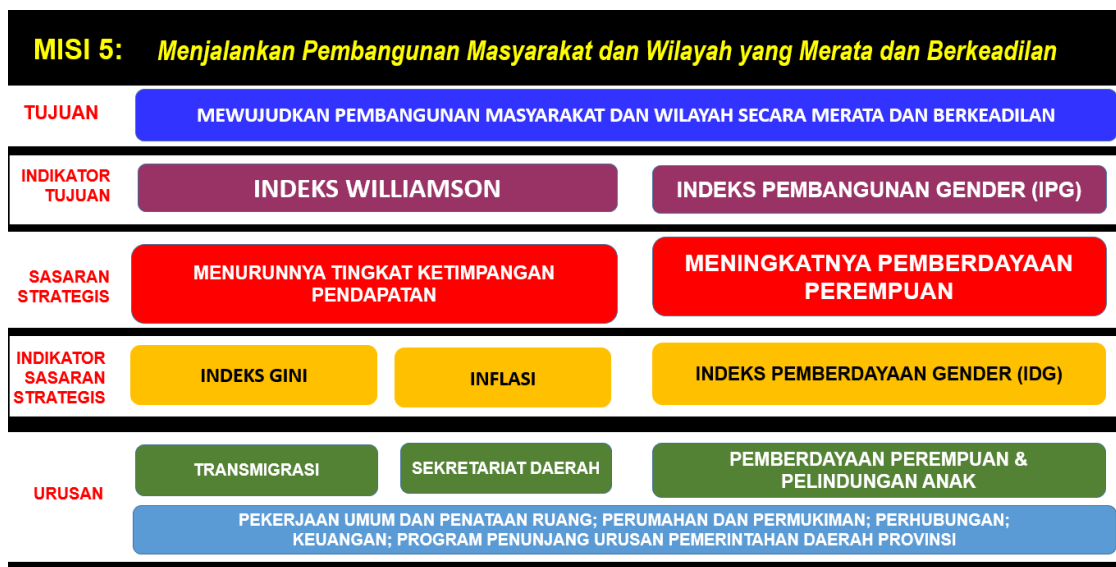 MISI 5: Menjalankan Pembangunan Masyarakat dan Wilayah yang Merata dan Berkeadilan
TUJUAN
MEWUJUDKAN PEMBANGUNAN MASYARAKAT DAN WILAYAH SECARA MERATA DAN BERKEADILAN
INDIKATOR
TUJUAN
INDEKS WILLIAMSON
INDEKS PEMBANGUNAN GENDER (IPG)
SASARAN
STRATEGIS
MENURUNNYA TINGKAT KETIMPANGAN
PENDAPATAN
MENINGKATNYA PEMBERDAYAAN
PEREMPUAN
INDIKATOR
SASARAN
STRATEGIS
INDEKS GINI
INFLASI
INDEKS PEMBERDAYAAN GENDER (IDG)
URUSAN
TRANSMIGRASI
SEKRETARIAT DAERAH
PEMBERDAYAAN PEREMPUAN &
PELINDUNGAN ANAK
PEKERJAAN UMUM DAN PENATAAN RUANG; PERUMAHAN DAN PERMUKIMAN; PERHUBUNGAN;
KEUANGAN; PROGRAM PENUNJANG URUSAN PEMERINTAHAN DAERAH PROVINSI